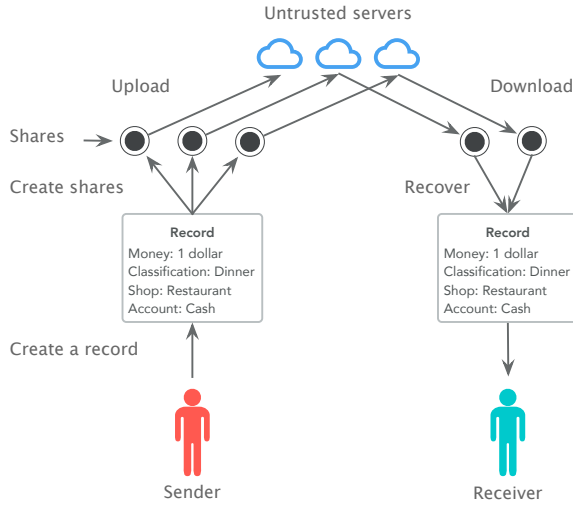 Untrusted servers
Upload
Download
Shares
Create shares
Recover
Record
Money: 1 dollar
Classification: Dinner
Shop: Restaurant
Account: Cash
Record
Money: 1 dollar
Classification: Dinner
Shop: Restaurant
Account: Cash
Create a record
Sender
Receiver